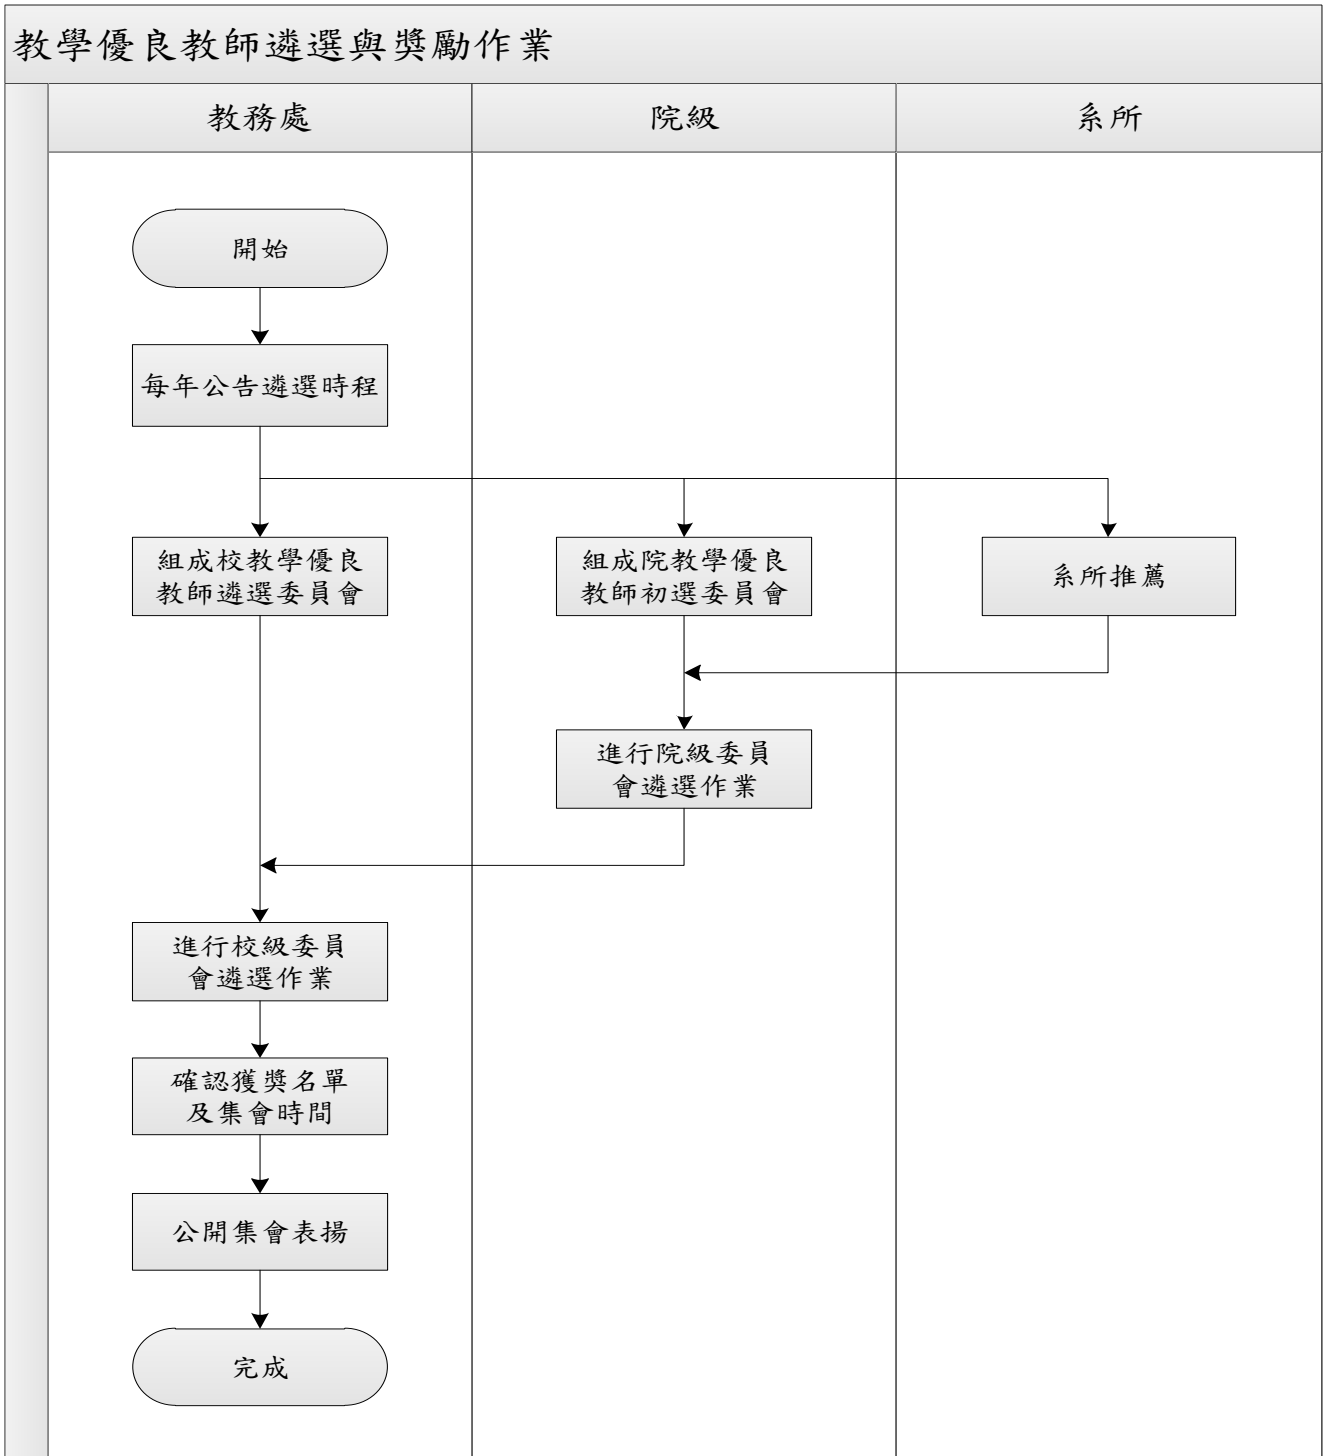 教學優良教師遴選與獎勵作業
教務處
院級
系所
開始
每年公告遴選時程
組成校教學優良
教師遴選委員會
組成院教學優良
教師初選委員會
系所推薦
進行院級委員
會遴選作業
進行校級委員
會遴選作業
確認獲獎名單
及集會時間
公開集會表揚
完成